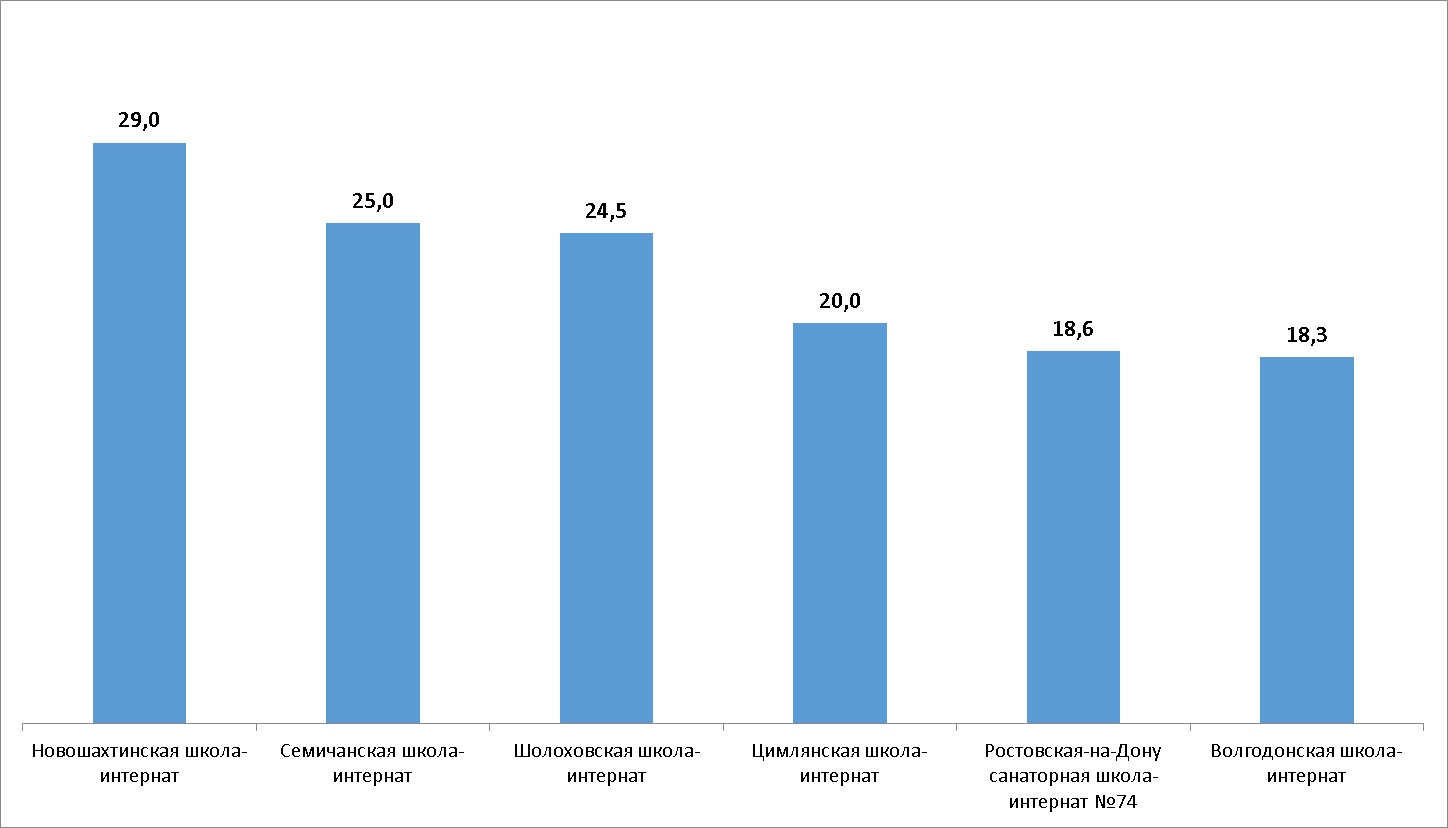 29,0
25,0
24,5
20,0
18,6
18,3
Новошахтинская школа-
интернат
Семичанская школа-
интернат
Шолоховская школа-
интернат
Цимлянская школа-
интернат
Ростовская-на-Дону
санаторная школа-
интернат №74
Волгодонская школа-
интернат